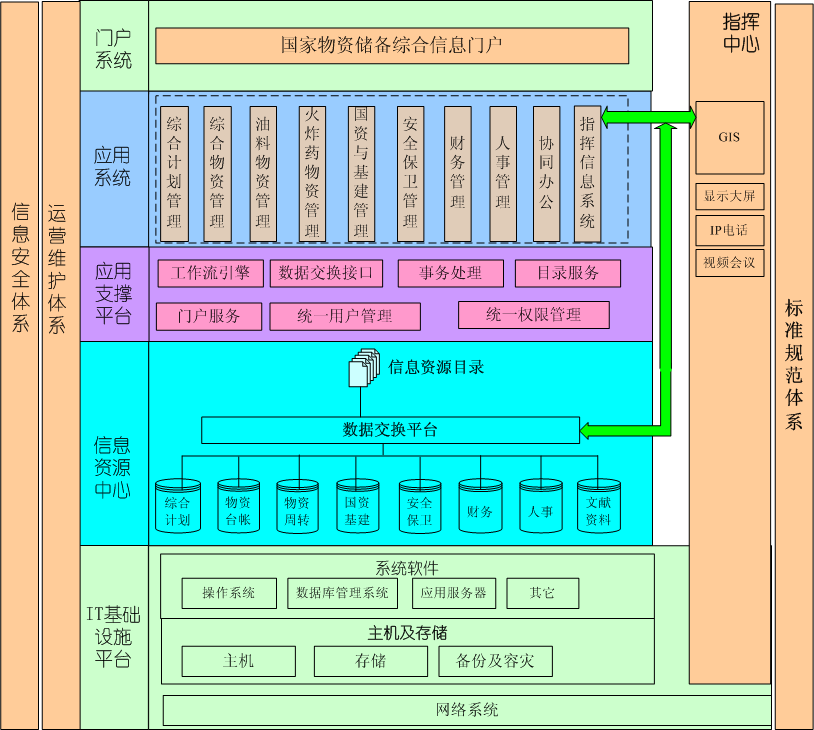 信息安全体系
运营维护体系
门户
系统
国家物资储备综合信息门户
应用
系统
综合计划管理
综合物资管理
油料物资管理
火炸药物资管理
国资与基建管理
安全保卫管理
财务管理
人事管理
协同办公
指挥信息系统
应用
支撑
平台
工作流引擎
数据交换接口
事务处理
目录服务
门户服务
统一用户管理
统一权限管理
信息
资源
中心
信息资源目录
数据交换平台
综合
计划
物资
台帐
物资
周转
国资
基建
安全
保卫
财务
人事
文献
资料
IT基础
设施
平台
系统软件
操作系统
数据库管理系统
应用服务器
其它
主机及存储
主机
存储
备份及容灾
网络系统
指挥
中心
GIS
显示大屏
IP电话
视频会议
标准规范体系